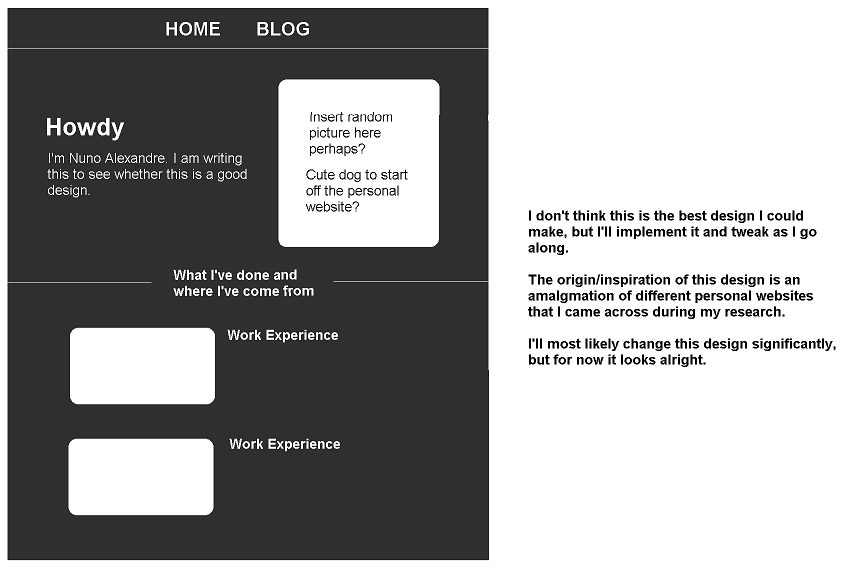 HOME BLOG
Howdy
I'm Nuno Alexandre. I am writing
this to see whether this is a good
design.
Insert random
picture here
perhaps?
Cute dog to start
off the personal
website?
What I've done and
where I've come from
Work Experience
Work Experience
I don't think this is the best design I could
make, but I'll implement it and tweak as I go
along.
The origin/inspiration of this design is an
amalgmation of different personal websites
that I came across during my research.
I'll most likely change this design significantly,
but for now it looks alright.